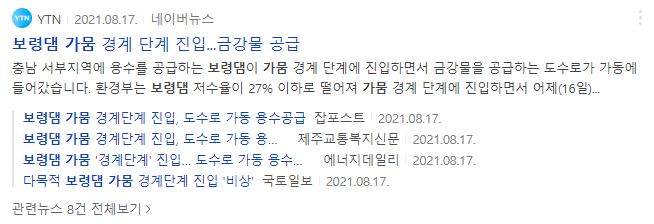 YTN YTN 2021.08.17. 네이버뉴스
보령댐 가뭄 경계 단계 진입...금강물 공급
충남 서부지역에 용수를 공급하는 보령댐이 가뭄 경계 단계에 진입하면서 금강물을 공급하는 도수로가 가동에
들어갔습니다. 환경부는 보령댐 저수율이 27% 이하로 떨어져 가뭄 경계 단계에 진입하면서 어제(16일)...
보령댐 가뭄 경계단계 진입, 도수로 가동 용수공급 잡포스트 2021.08.17.
보령댐 가뭄 경계단계 진입, 도수로 가동 용... 제주교통복지신문 2021.08.17.
보령댐 가뭄 '경계단계' 진입... 도수로 가동 용수... 에너지데일리 2021.08.17.
다목적 보령댐 가뭄 경계단계 진입 '비상' 국토일보 2021.08.17.
관련뉴스 8건 전체보기 >